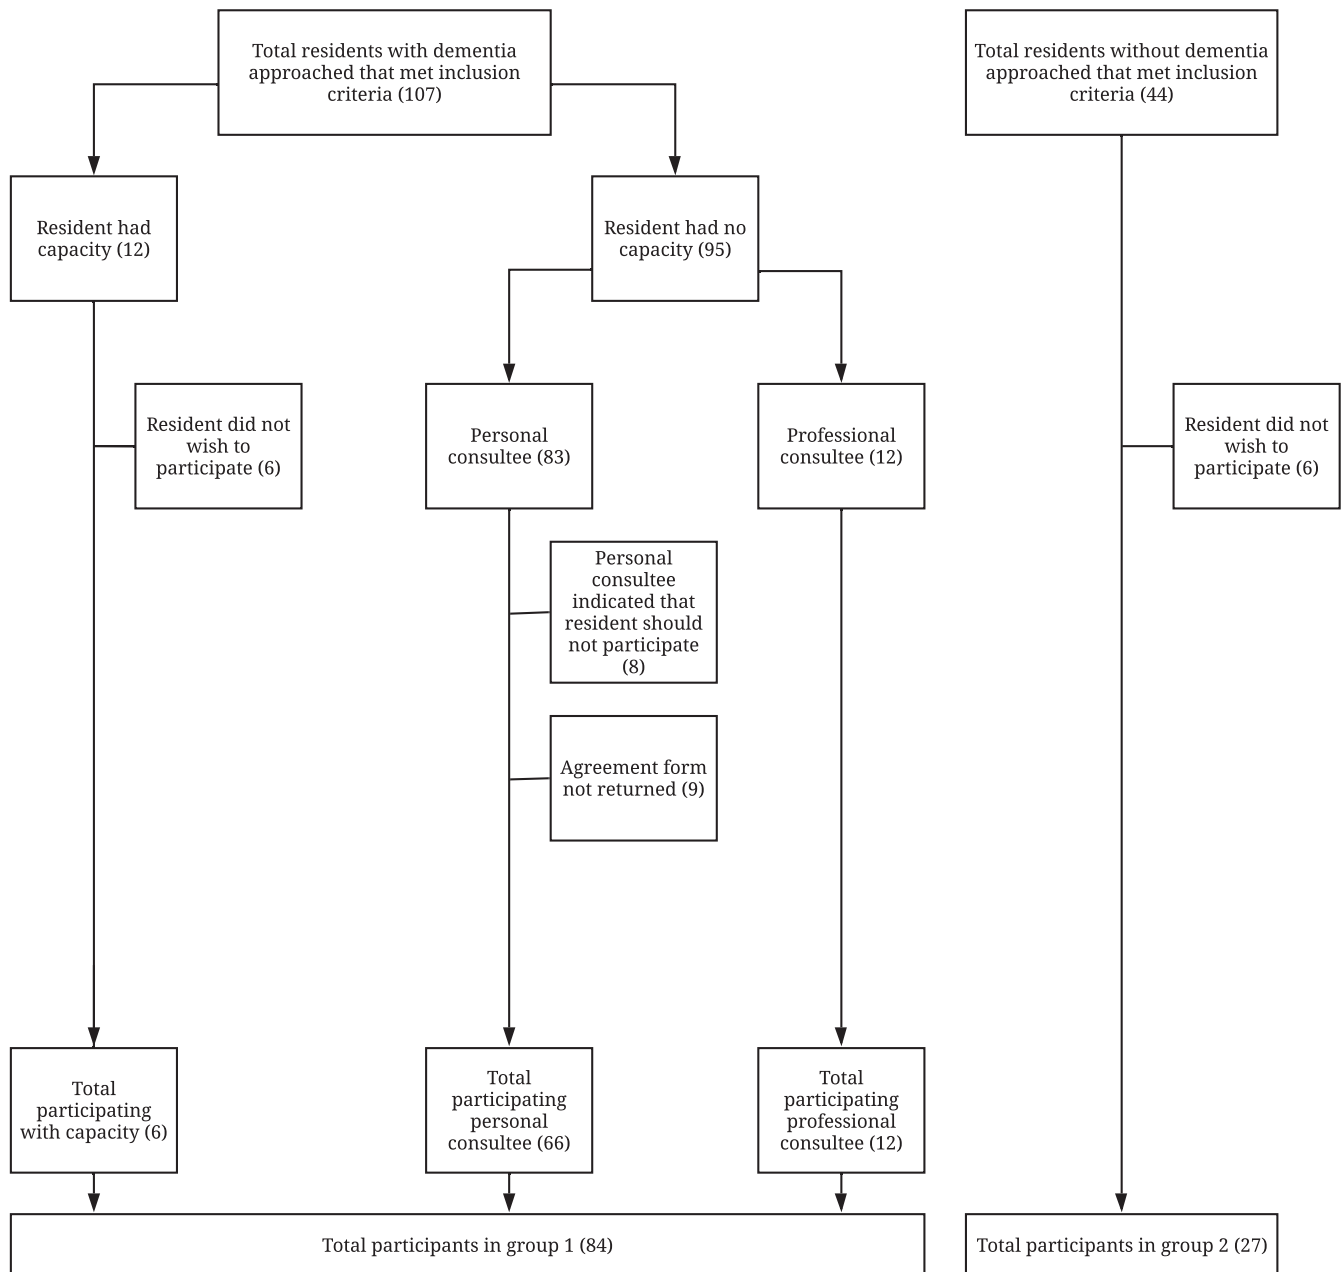 Total residents with dementia
approached that met inclusion
criteria (107)
Total residents without dementia
approached that met inclusion
criteria (44)
Resident had
capacity (12)
Resident had no
capacity (95)
Resident did not
wish to
participate (6)
Personal
consultee (83)
Professional
consultee (12)
Resident did not
wish to
participate (6)
Personal
consultee
indicated that
resident should
not participate
(8)
Agreement form
not returned (9)
Total
participating
with capacity (6)
Total
participating
personal
consultee (66)
Total
participating
professional
consultee (12)
Total participants in group 1 (84)
Total participants in group 2 (27)